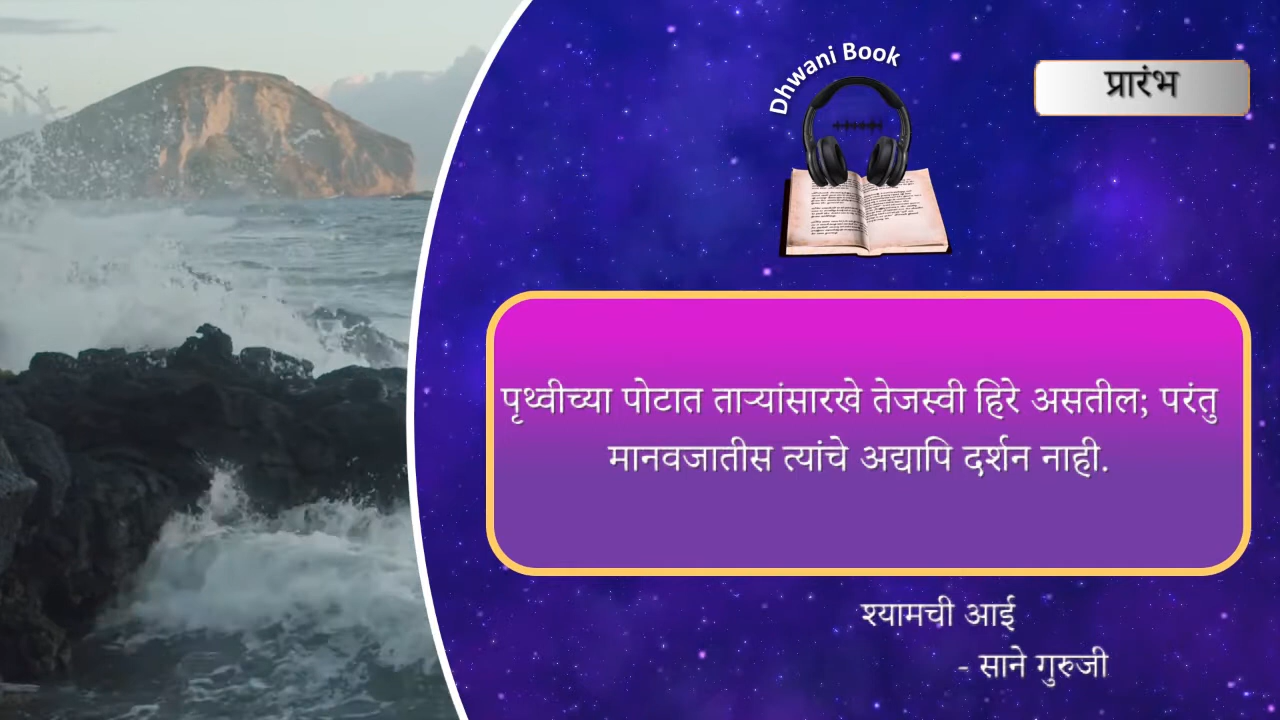 Dhwani Book
प्रारंभ
पृथ्वीच्या पोटात ताऱ्यांसारखे तेजस्वी हिरे असतील; परंतु
मानवजातीस त्यांचे अद्यापि दर्शन नाही.
श्यामची आई
- साने गुरुजी